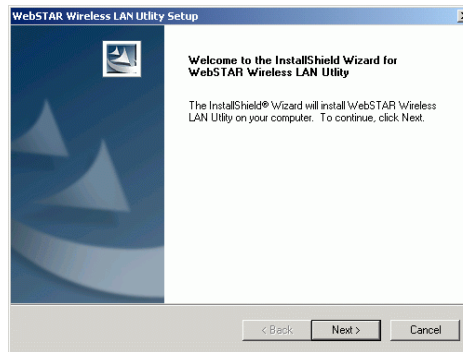 WebSTAR Wireless LAN Utlity Setup
Welcome to the InstallShield Wizard for
WebSTAR Wireless LAN Utlity
The InstallShield® Wizard will install WebSTAR Wireless
LAN Utlity on your computer. To continue, click Next.
< Back
Next >
Cancel